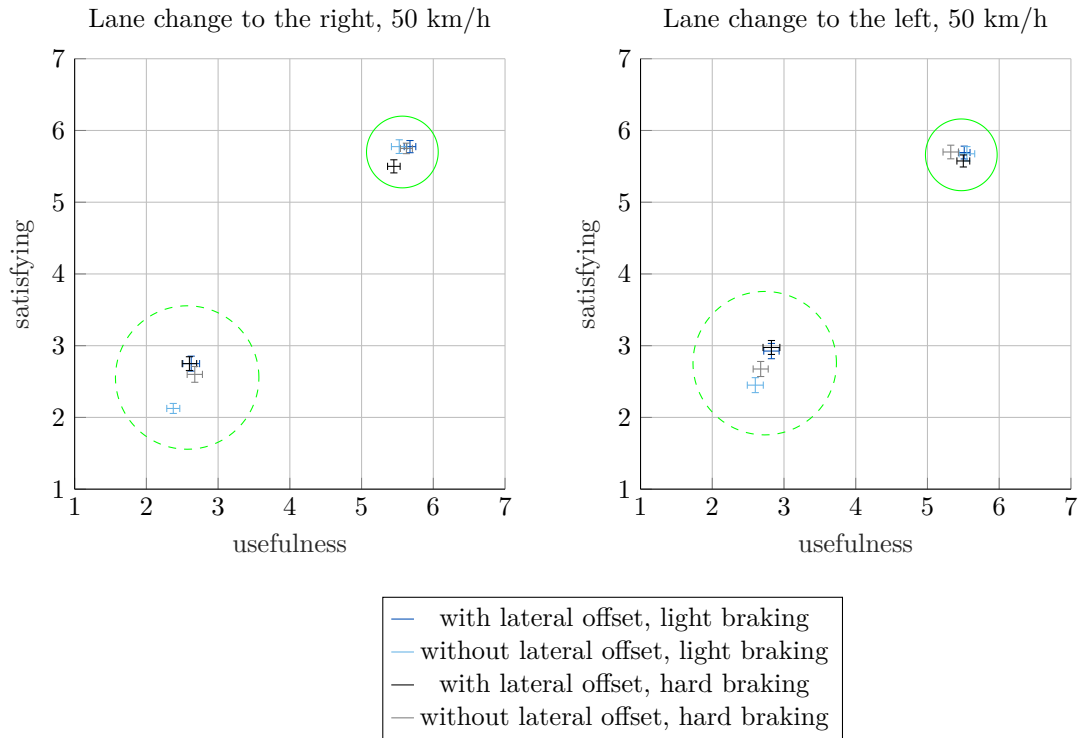 Lane change to the right, 50 km/h
7
6
5
4
3
2
1
satisfying
1 2 3 4 5 6 7
usefulness
Lane change to the left, 50 km/h
7
6
5
4
3
2
1
satisfying
1 2 3 4 5 6 7
usefulness
with lateral offset, light braking
without lateral offset, light braking
with lateral offset, hard braking
without lateral offset, hard braking